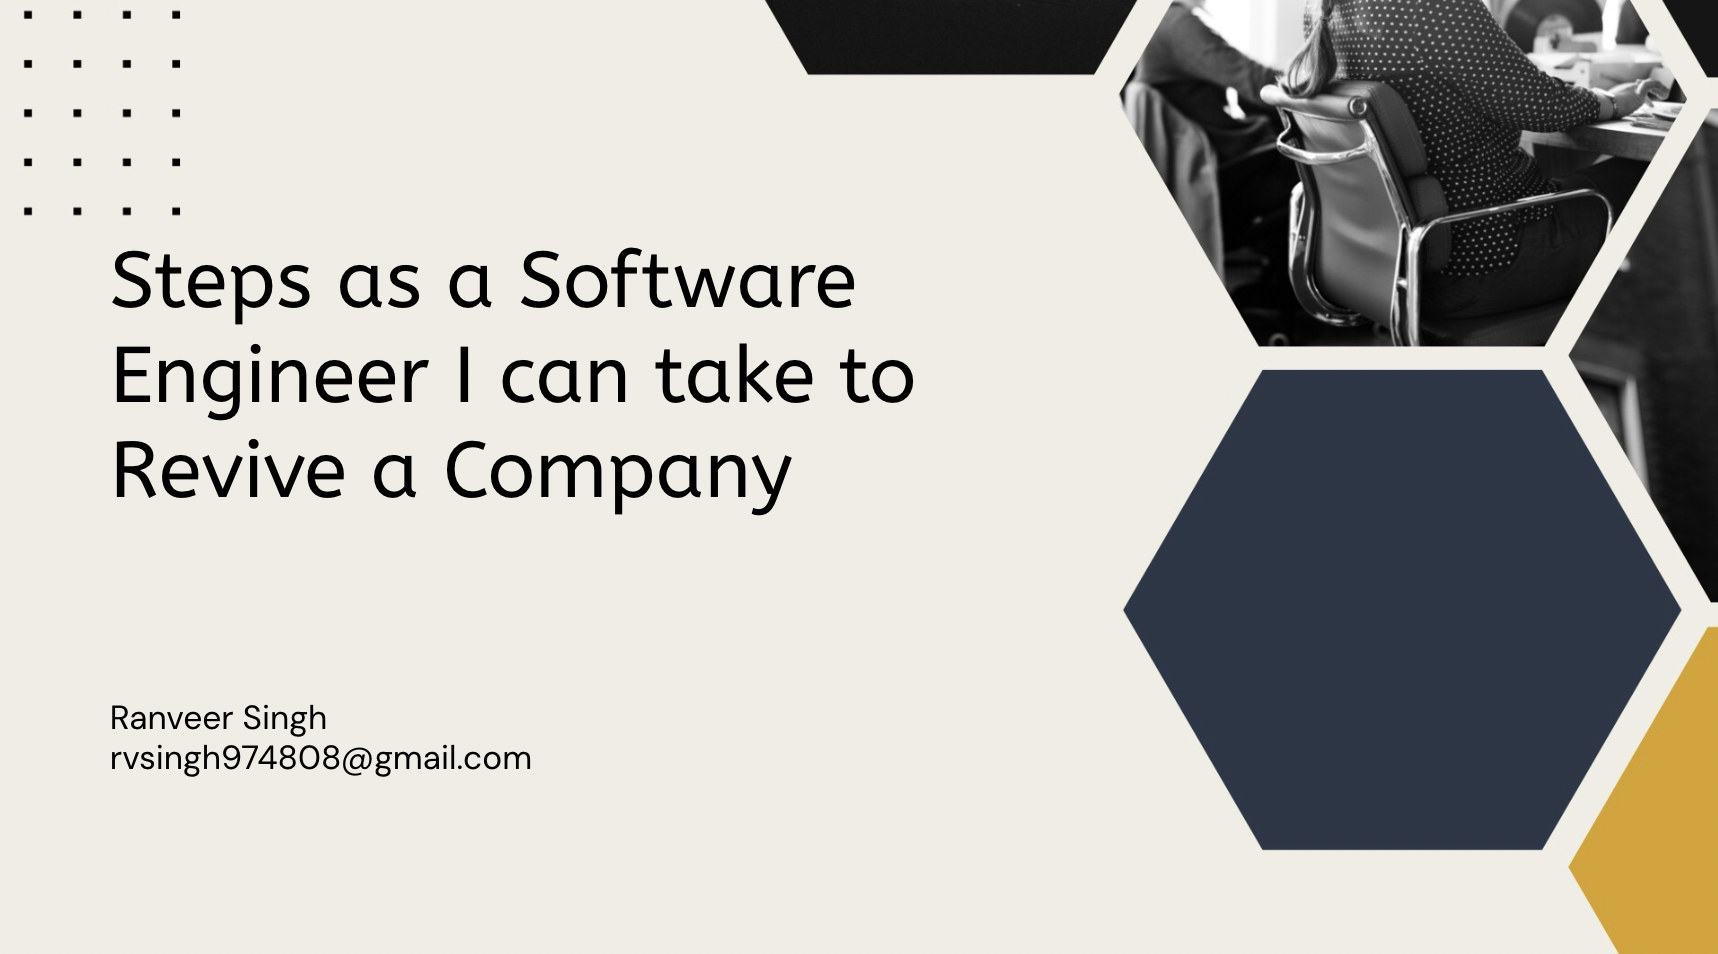 Steps as a Software
Engineer I can take to
Revive a Company
Ranveer Singh
rvsingh974808@gmail.com